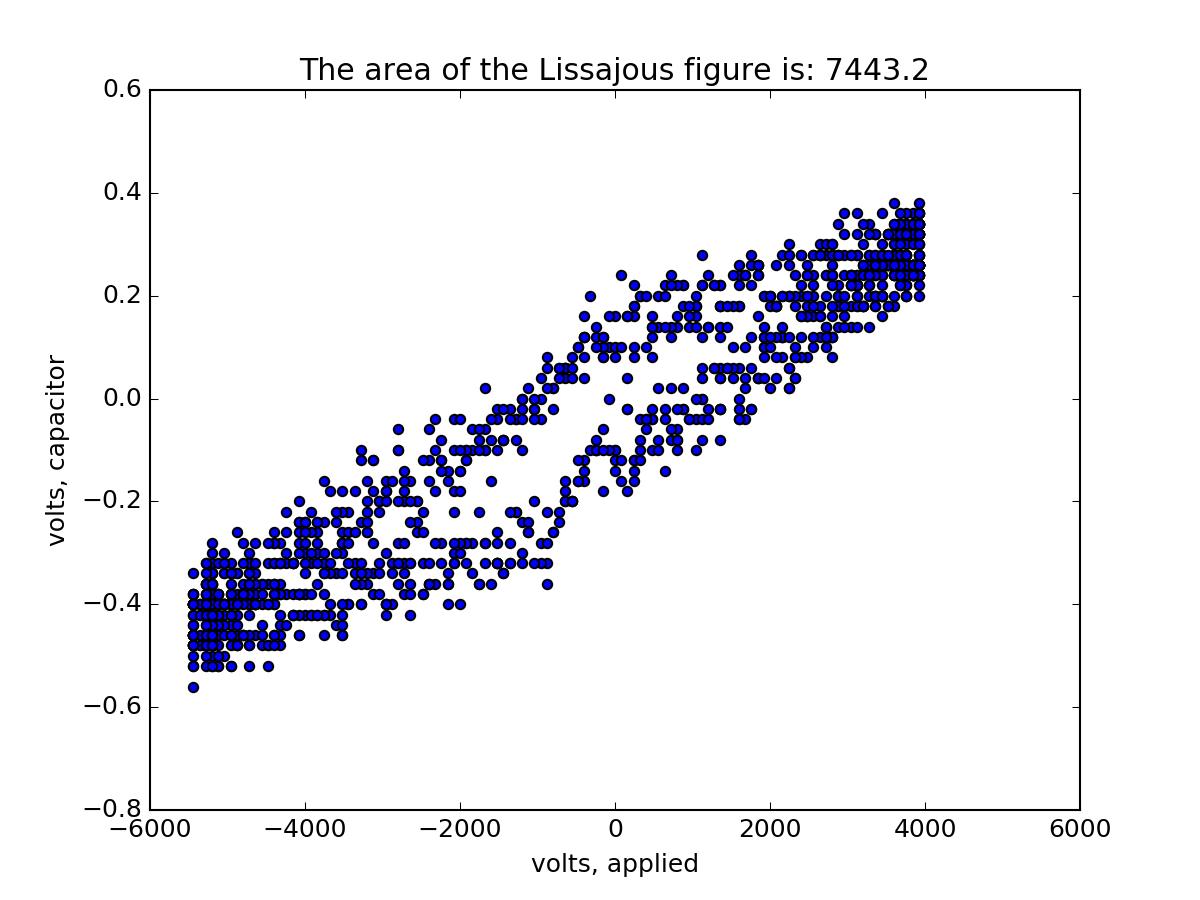 The area of the Lissajous figure is: 7443.2
0.6
0.4
0.2
0.0
−0.2
−0.4
−0.6
−0.8
volts, capacitor
−6000 −4000 −2000 0 2000 4000 6000
volts, applied